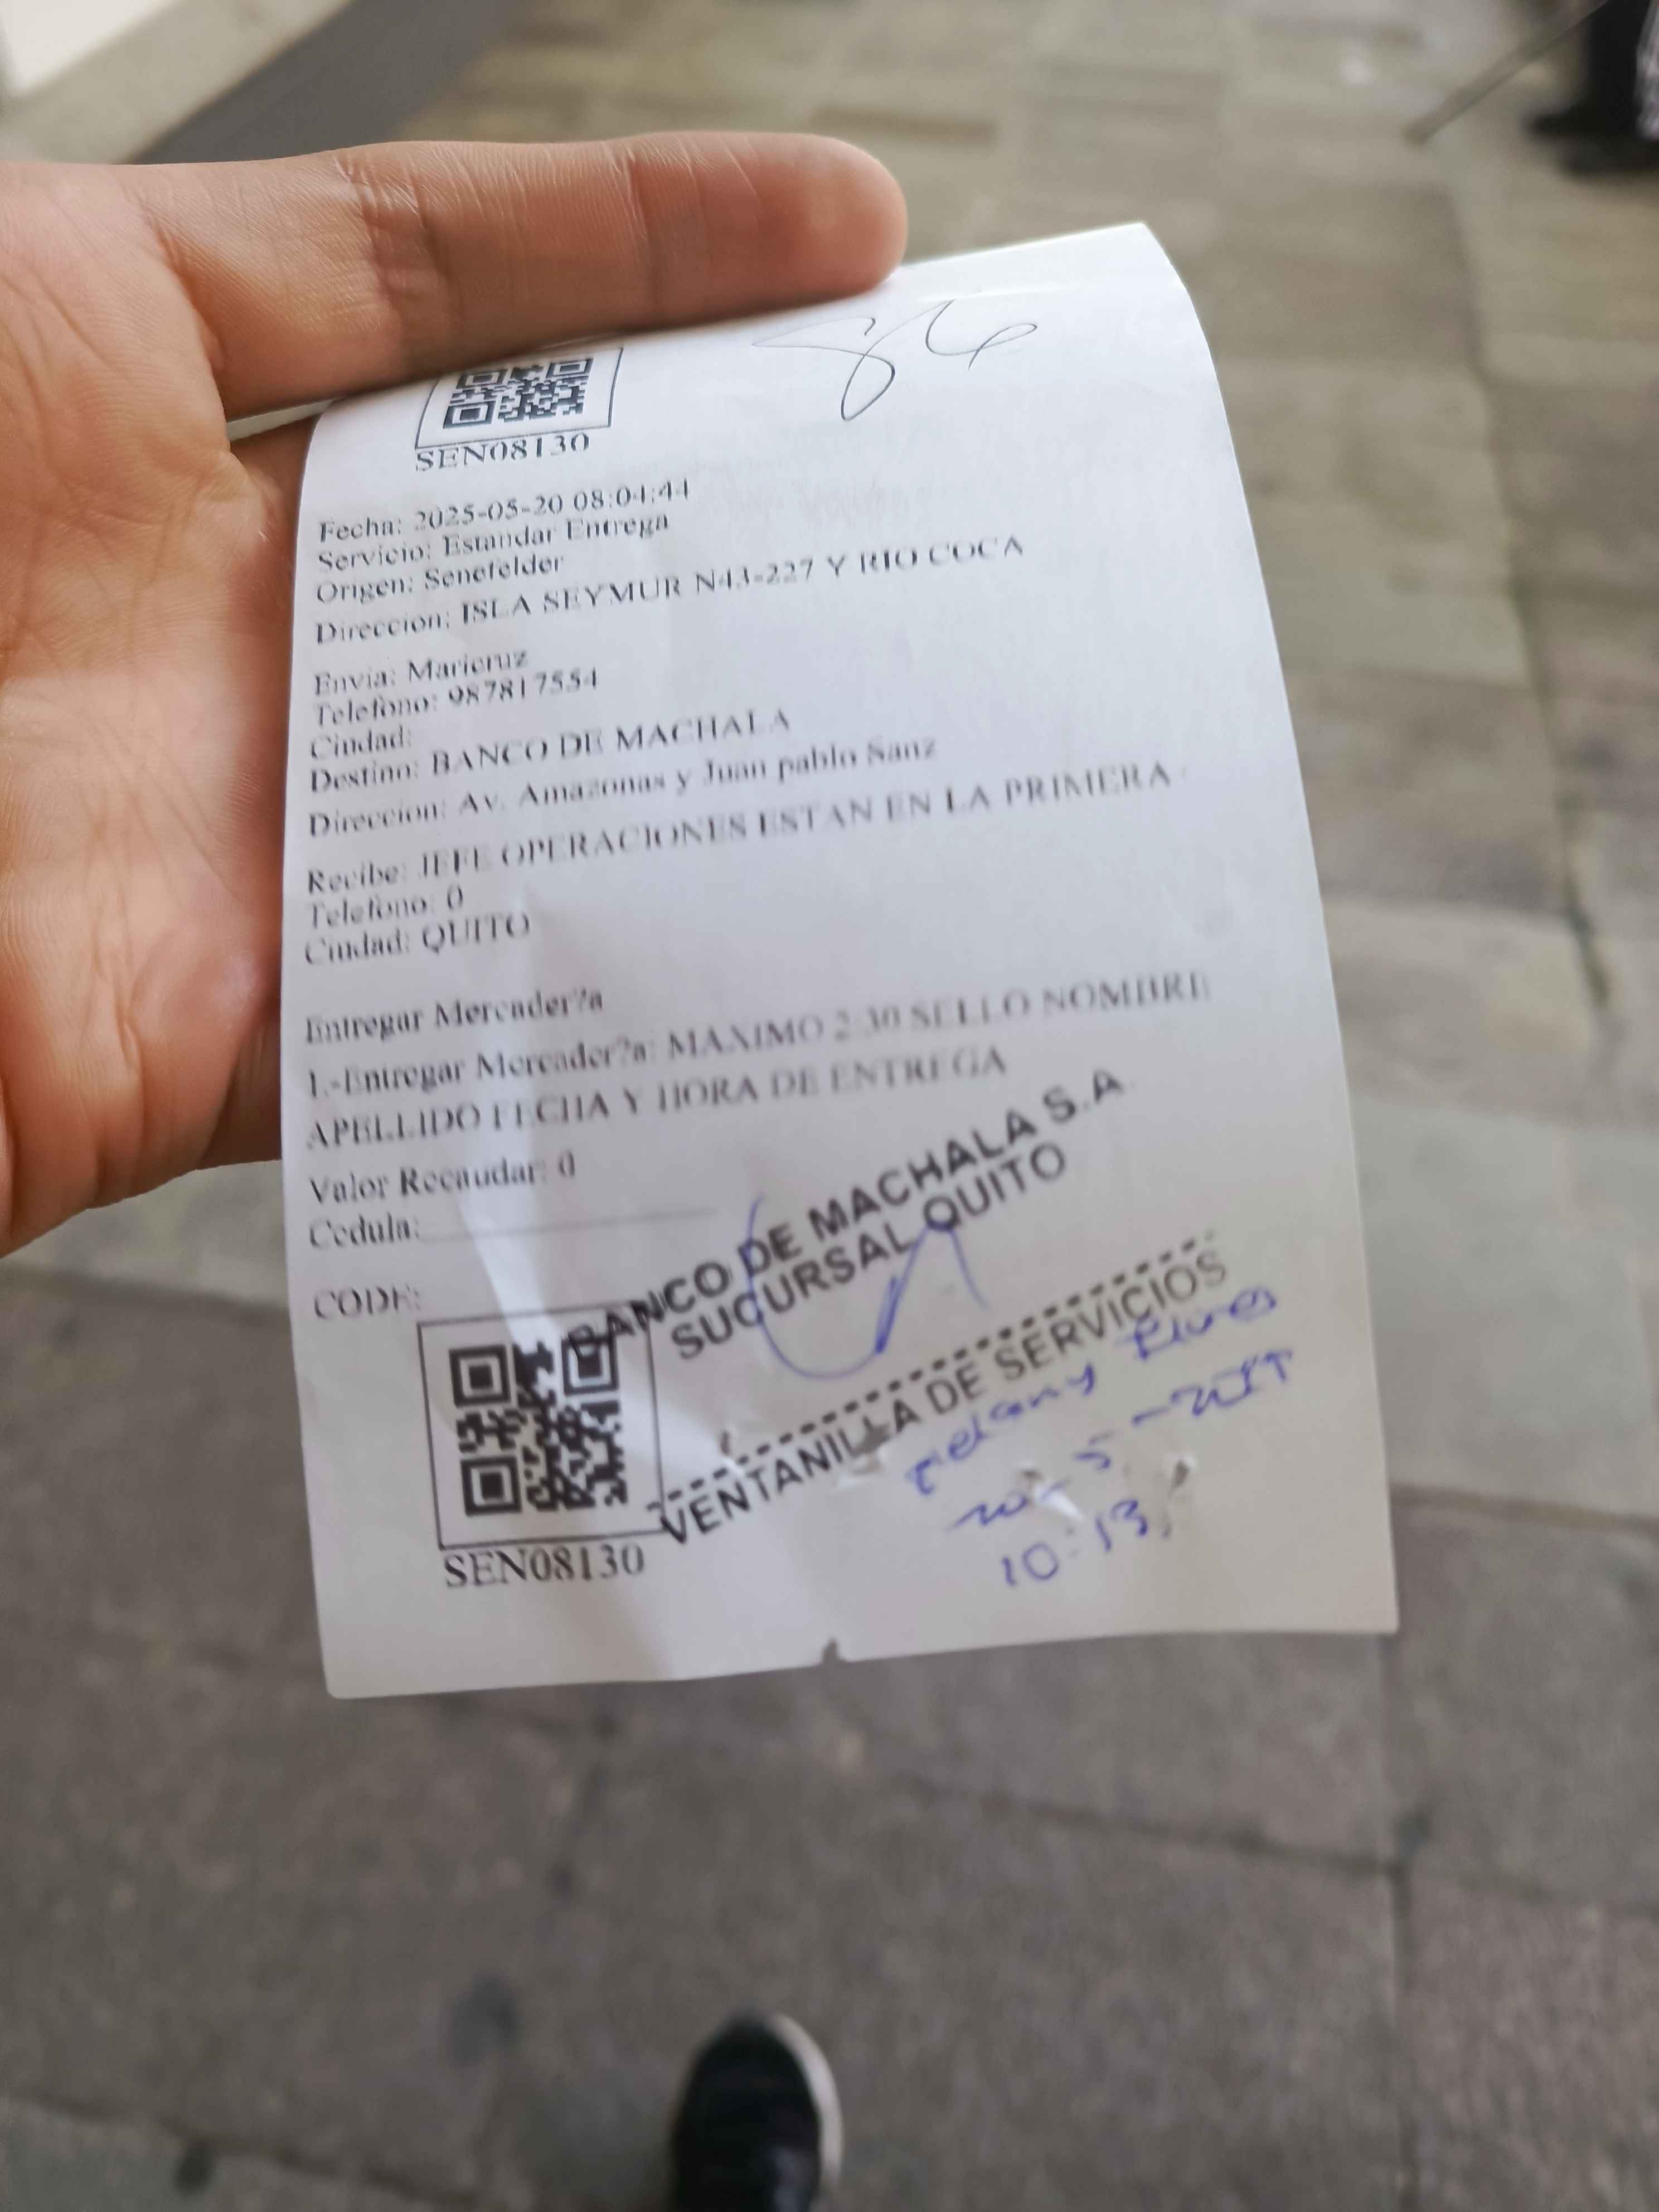 86
SEN08130
Fecha: 2025-05-20 08:04:44
Servicio: Estandar Entrega
Origen: Senefelder
Direccion: ISLA SEYMUR N43-227 Y RIO COCA
Envia: Maricruz
Telefono: 987817554
Ciudad:
Destino: BANCO DE MACHALA
Direccion: Av. Amazonas y Juan pablo Sanz
Recibe: JEFE OPERACIONES ESTAN EN LA PRIMERA
Telefono: 0
Ciudad: QUITO
Entregar Mercader?a
1.-Entregar Mercader?a: MAXIMO 2:30 SELLO NOMBRE
APELLIDO FECHA Y HORA DE ENTREGA
Valor Recaudar: 0
Cedula:
CODE:
BANCO DE MACHALA S.A.
SUCURSAL QUITO
VENTANILLA DE SERVICIOS
10:13
SEN08130